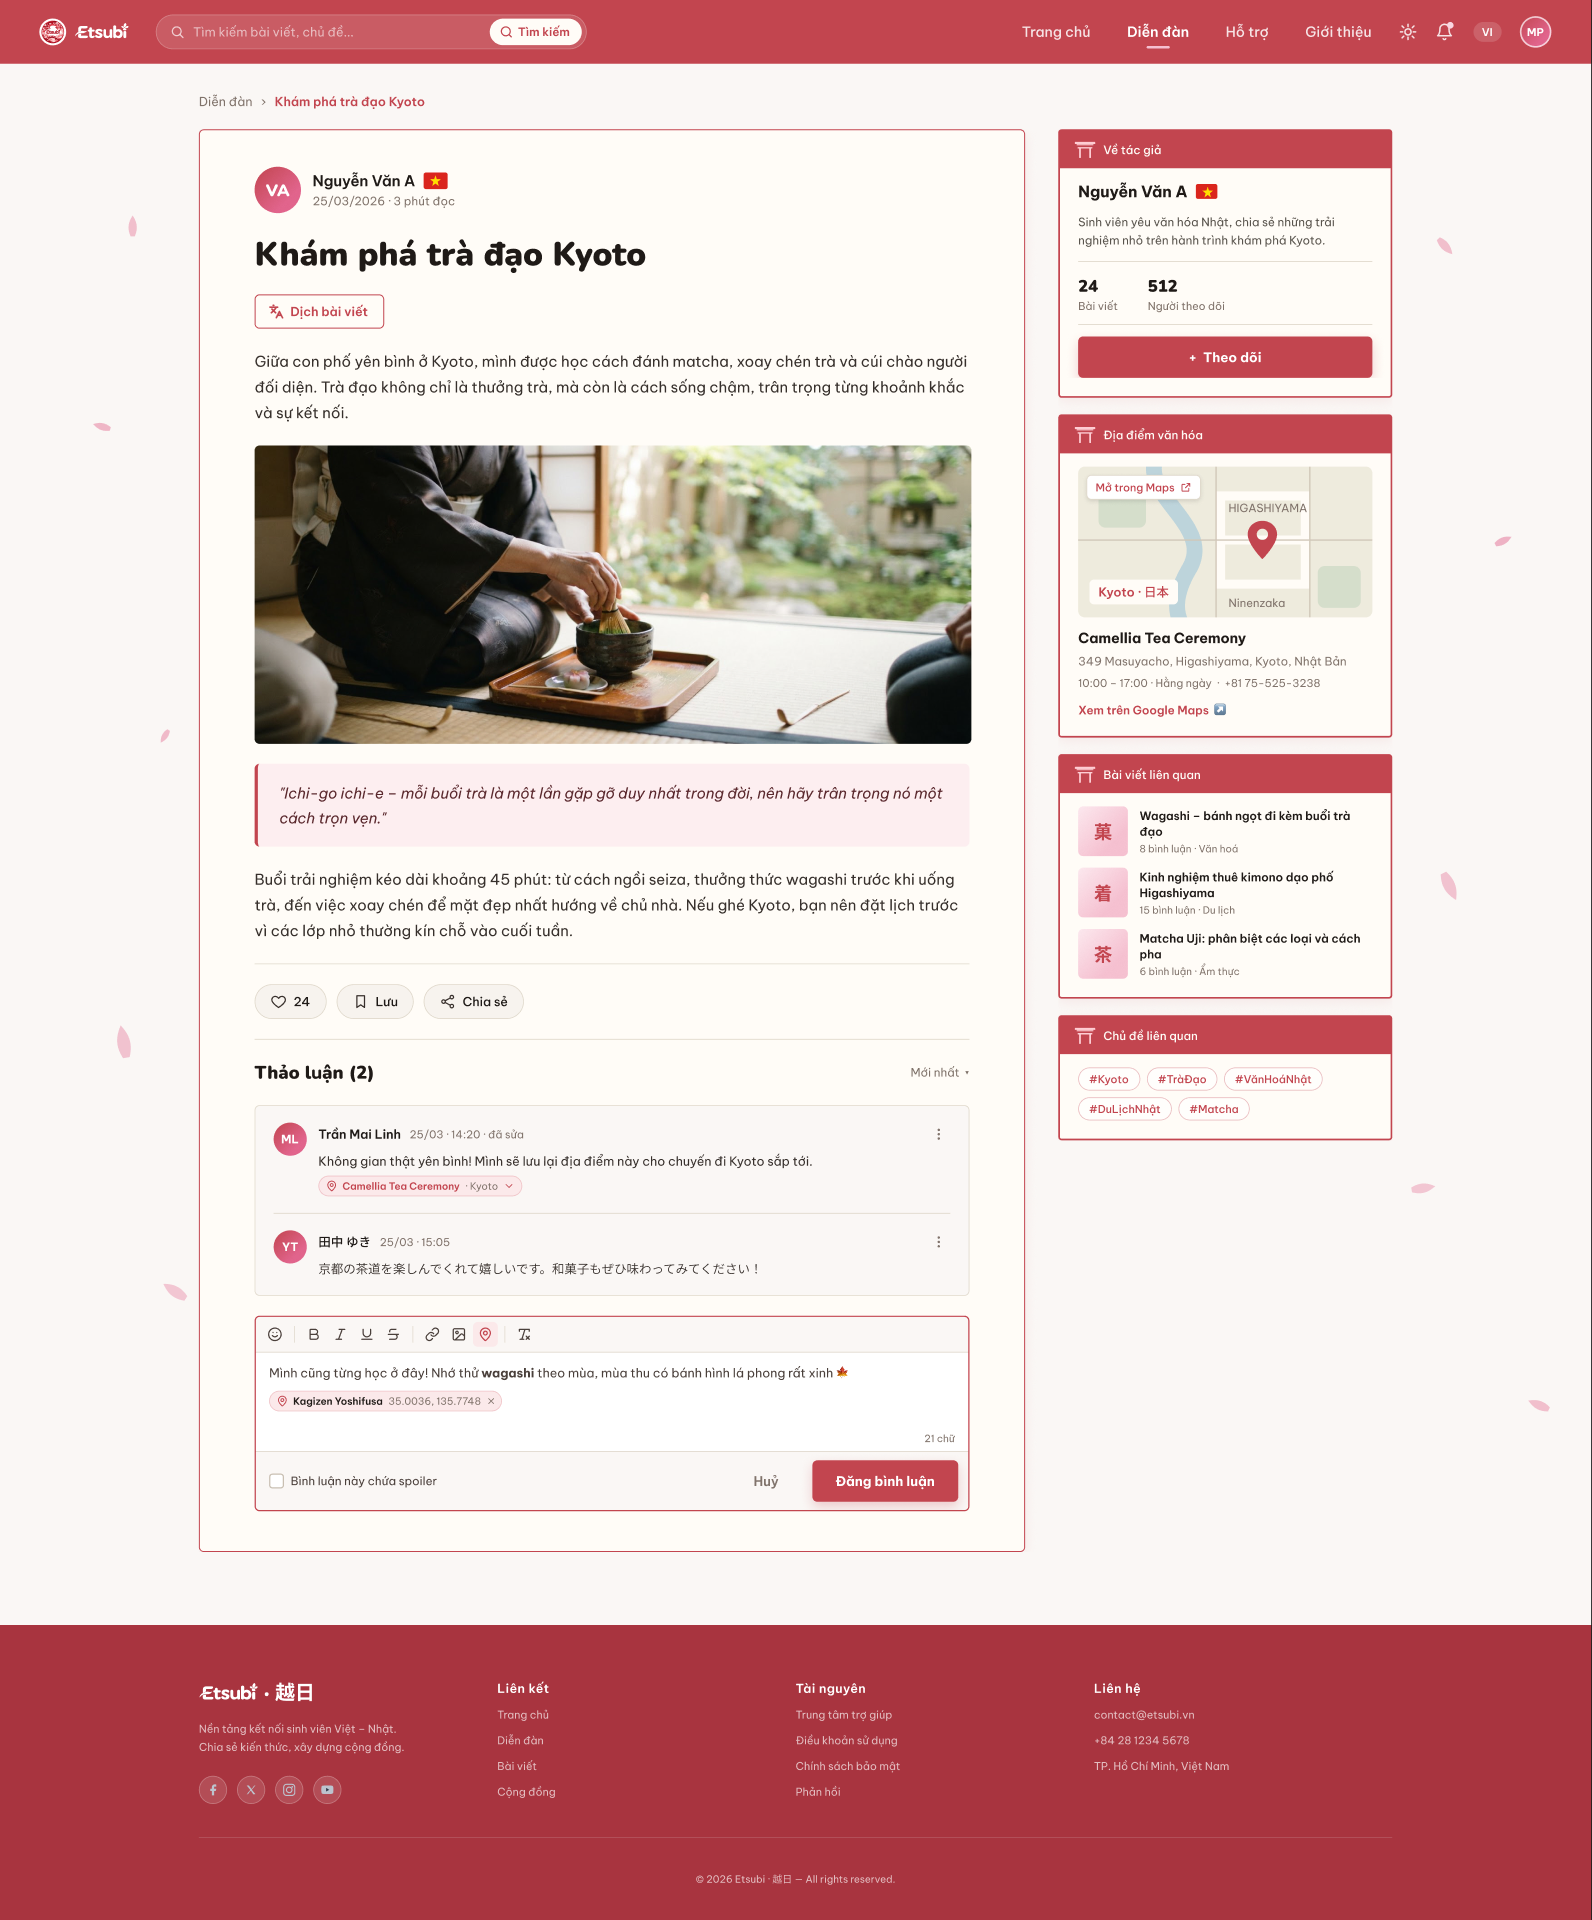 Etsubi
Tìm kiếm bài viết, chủ đề...
Tìm kiếm
Trang chủ
Diễn đàn
Hỗ trợ
Giới thiệu
VI
MP
Diễn đàn › Khám phá trà đạo Kyoto
VA
Nguyễn Văn A
25/03/2026 · 3 phút đọc
Khám phá trà đạo Kyoto
Dịch bài viết
Giữa con phố yên bình ở Kyoto, mình được học cách đánh matcha, xoay chén trà và cúi chào người
đối diện. Trà đạo không chỉ là thưởng trà, mà còn là cách sống chậm, trân trọng từng khoảnh khắc
và sự kết nối.
"Ichi-go ichi-e – mỗi buổi trà là một lần gặp gỡ duy nhất trong đời, nên hãy trân trọng nó một
cách trọn vẹn."
Buổi trải nghiệm kéo dài khoảng 45 phút: từ cách ngồi seiza, thưởng thức wagashi trước khi uống
trà, đến việc xoay chén để mặt đẹp nhất hướng về chủ nhà. Nếu ghé Kyoto, bạn nên đặt lịch trước
vì các lớp nhỏ thường kín chỗ vào cuối tuần.
24
Lưu
Chia sẻ
Thảo luận (2)
Mới nhất
ML
Trần Mai Linh 25/03 · 14:20 · đã sửa
Không gian thật yên bình! Mình sẽ lưu lại địa điểm này cho chuyến đi Kyoto sắp tới.
Camellia Tea Ceremony · Kyoto
YT
田中 ゆき 25/03 · 15:05
京都の茶道を楽しんでくれて嬉しいです。和菓子もぜひ味わってみてください！
B I U S
Mình cũng từng học ở đây! Nhớ thử wagashi theo mùa, mùa thu có bánh hình lá phong rất xinh 🍁
Kagizen Yoshifusa 35.0036, 135.7748 ×
21 chữ
Bình luận này chứa spoiler
Huỷ
Đăng bình luận
Về tác giả
Nguyễn Văn A
Sinh viên yêu văn hóa Nhật, chia sẻ những trải
nghiệm nhỏ trên hành trình khám phá Kyoto.
24
Bài viết
512
Người theo dõi
+ Theo dõi
Địa điểm văn hóa
Mở trong Maps
HIGASHIYAMA
Kyoto · 日本
Ninenzaka
Camellia Tea Ceremony
349 Masuyacho, Higashiyama, Kyoto, Nhật Bản
10:00 – 17:00 · Hằng ngày · +81 75-525-3238
Xem trên Google Maps
Bài viết liên quan
菓
Wagashi – bánh ngọt đi kèm buổi trà
đạo
8 bình luận · Văn hoá
着
Kinh nghiệm thuê kimono dạo phố
Higashiyama
15 bình luận · Du lịch
茶
Matcha Uji: phân biệt các loại và cách
pha
6 bình luận · Ẩm thực
Chủ đề liên quan
#Kyoto
#TràĐạo
#VănHoáNhật
#DuLịchNhật
#Matcha
Etsubi · 越日
Nền tảng kết nối sinh viên Việt – Nhật.
Chia sẻ kiến thức, xây dựng cộng đồng.
Liên kết
Trang chủ
Diễn đàn
Bài viết
Cộng đồng
Tài nguyên
Trung tâm trợ giúp
Điều khoản sử dụng
Chính sách bảo mật
Phản hồi
Liên hệ
contact@etsubi.vn
+84 28 1234 5678
TP. Hồ Chí Minh, Việt Nam
© 2026 Etsubi · 越日 — All rights reserved.